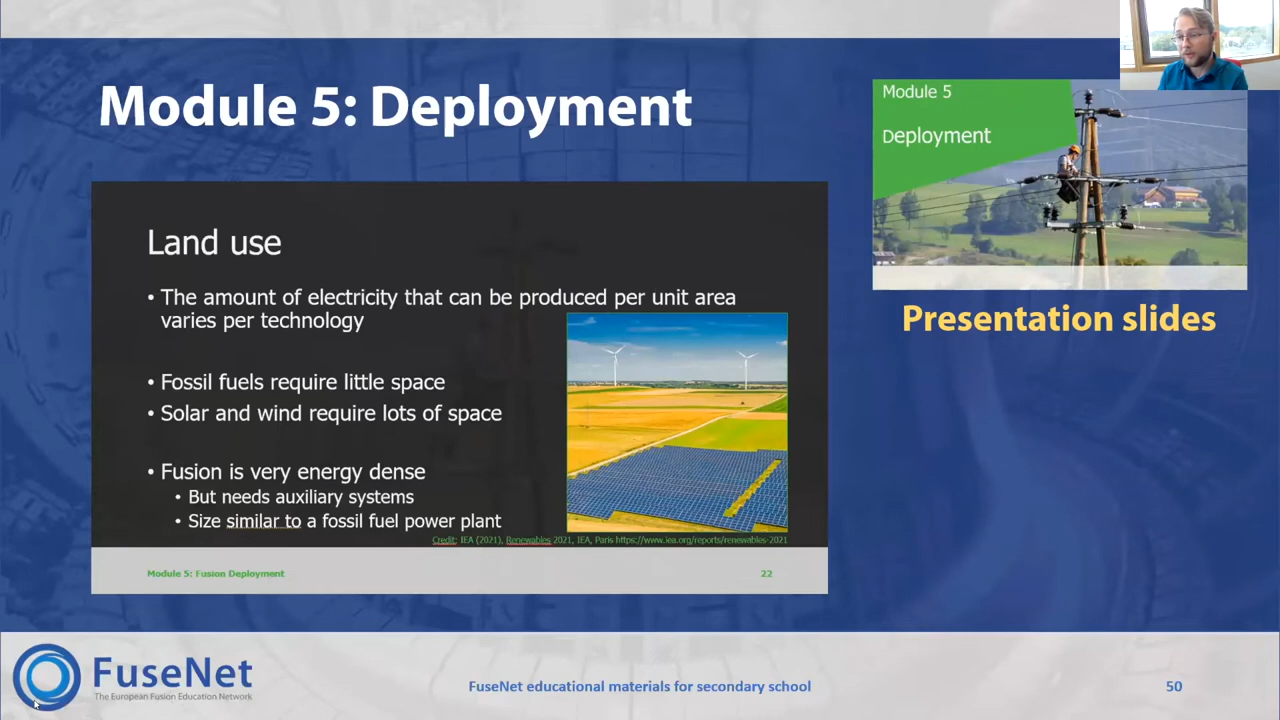 Module 5: Deployment
Module 5
Deployment
Presentation slides
Land use
• The amount of electricity that can be produced per unit area
varies per technology
• Fossil fuels require little space
• Solar and wind require lots of space
• Fusion is very energy dense
• But needs auxiliary systems
• Size similar to a fossil fuel power plant
Credit: IEA (2021), Renewables 2021, IEA, Paris https://www.iea.org/reports/renewables-2021
Module 5: Fusion Deployment
22
FuseNet
The European Fusion Education Network
FuseNet educational materials for secondary school
50